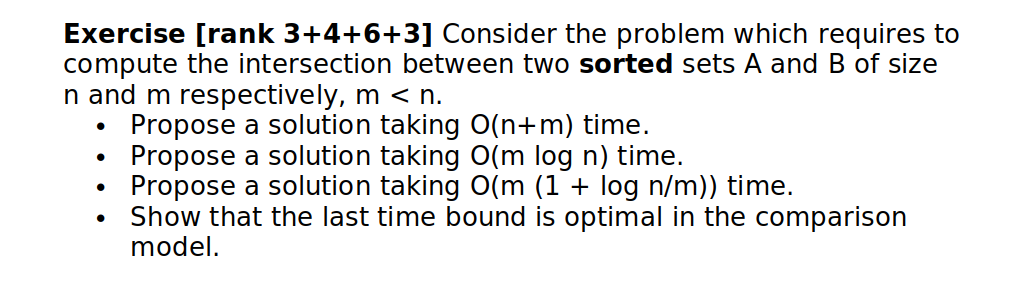 Exercise [rank 3+4+6+3] Consider the problem which requires to
compute the intersection between two sorted sets A and B of size
n and m respectively, m < n.
• Propose a solution taking O(n+m) time.
• Propose a solution taking O(m log n) time.
• Propose a solution taking O(m (1 + log n/m)) time.
• Show that the last time bound is optimal in the comparison
model.